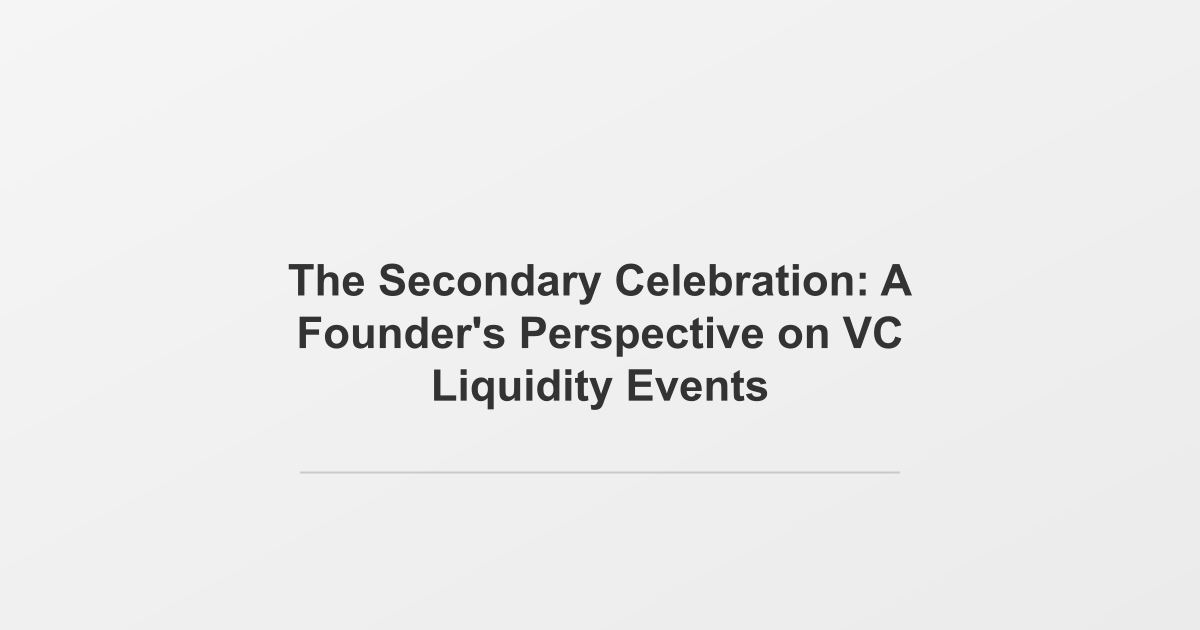 The Secondary Celebration: A
Founder's Perspective on VC
Liquidity Events